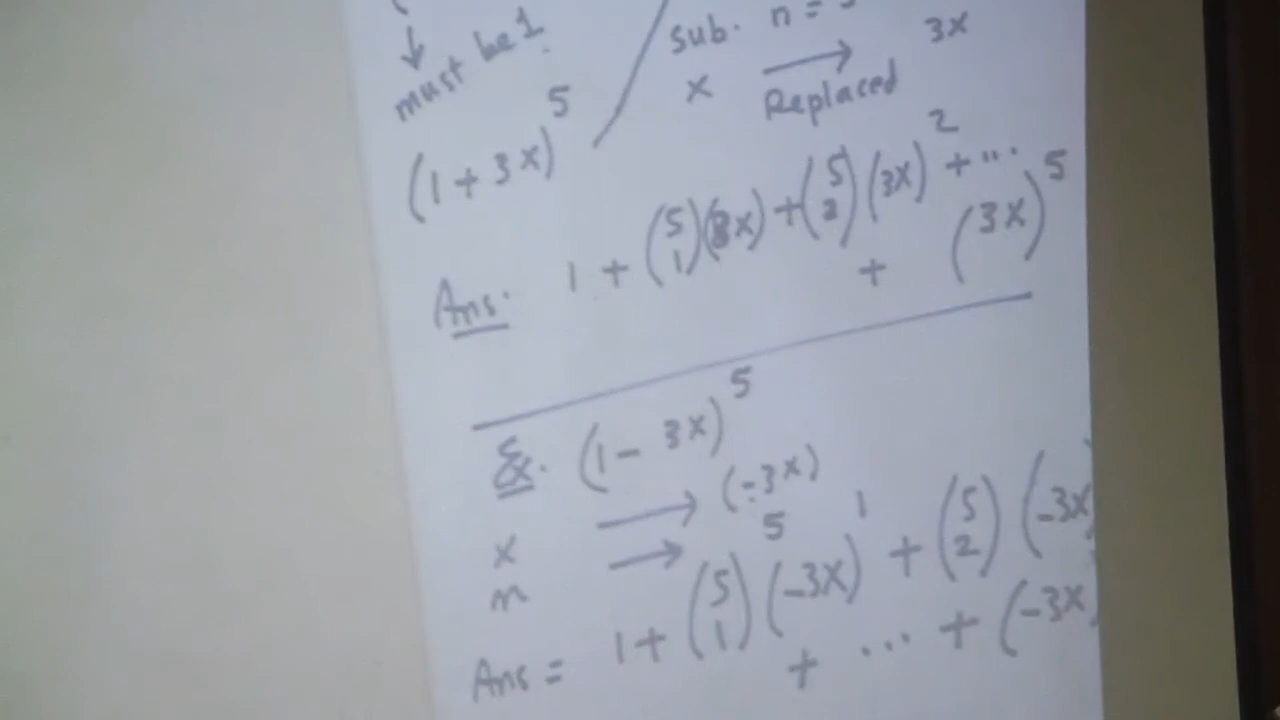 ↓
must be 1
sub. n = 5
x → 3x
Replaced
(1 + 3x)^5
Ans. 1 + (5 1)(3x) + (5 2)(3x)^2 + ...
+ (3x)^5
Ex. (1 - 3x)^5
x → (-3x)
n → 5
Ans = 1 + (5 1)(-3x)^1 + (5 2)(-3x
+ ... + (-3x